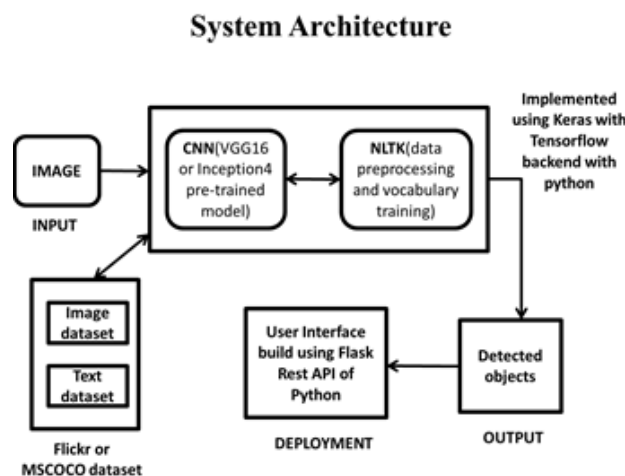 System Architecture
IMAGE
INPUT
CNN(VGG16
or Inception4
pre-trained
model)
NLTK(data
preprocessing
and vocabulary
training)
Implemented
using Keras with
Tensorflow
backend with
python
Image
dataset
Text
dataset
Flickr or
MSCOCO dataset
User Interface
build using Flask
Rest API of
Python
DEPLOYMENT
Detected
objects
OUTPUT